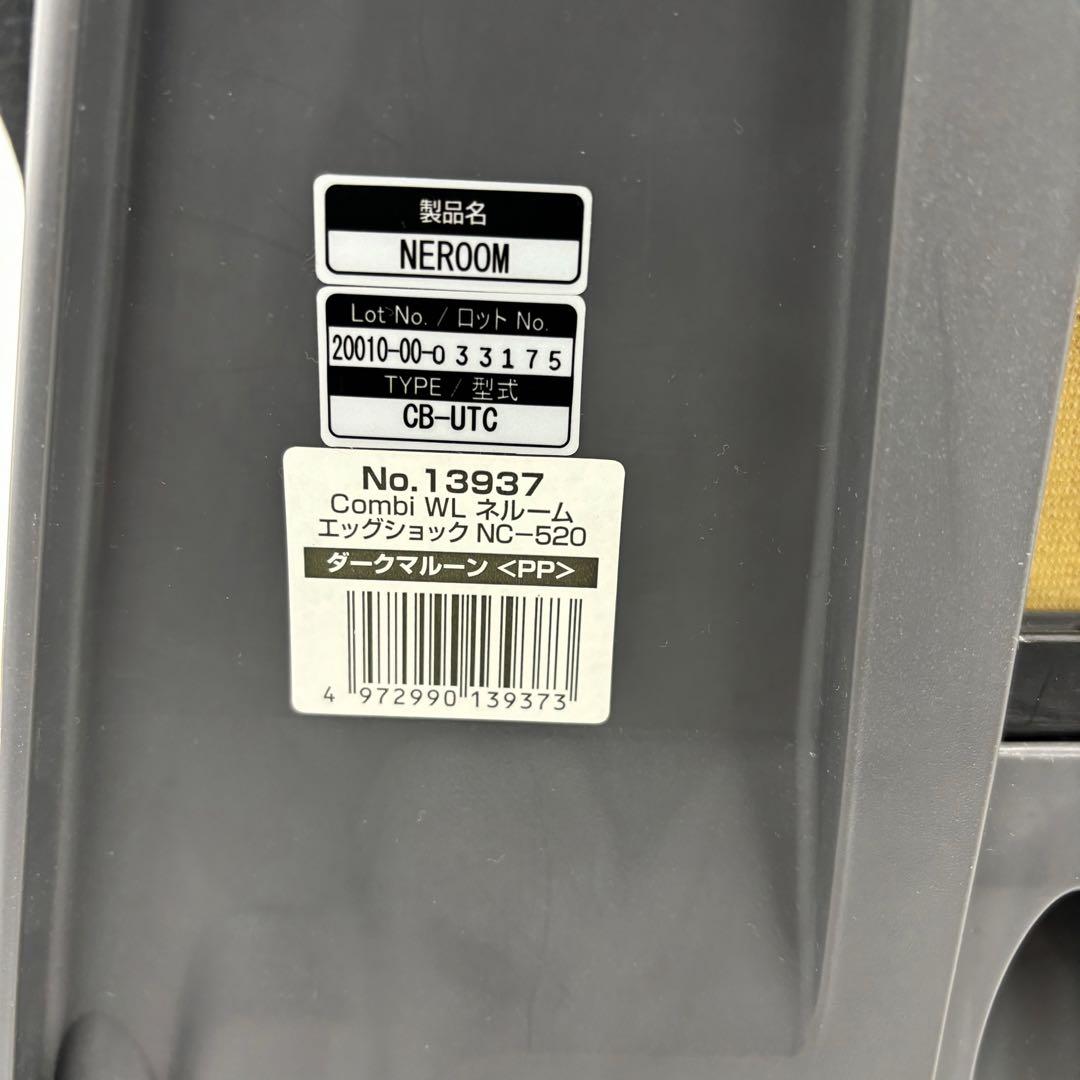 製品名
NEROOM
Lot No. / ロット No.
20010-00-033175
TYPE / 型式
CB-UTC
No.13937
Combi WL ネルーム
エッグショック NC-520
ダークマルーン <PP>
4 972990 139373